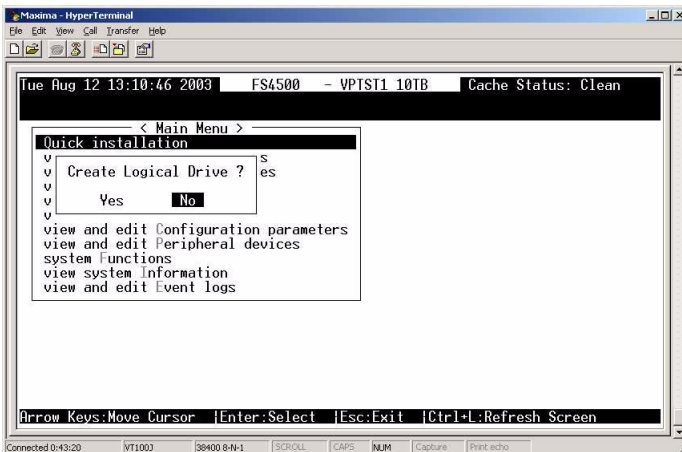 Maxima - HyperTerminal
File Edit View Call Transfer Help
Tue Aug 12 13:10:46 2003 FS4500 - VPTST1 10TB Cache Status: Clean
< Main Menu >
Quick installation
v s
v Create Logical Drive ? es
v
v Yes No
v
view and edit Configuration parameters
view and edit Peripheral devices
system Functions
view system Information
view and edit Event logs
Arrow Keys:Move Cursor |Enter:Select |Esc:Exit |Ctrl+L:Refresh Screen
Connected 0:43:20 VT100J 38400 8-N-1 SCROLL CAPS NUM Capture Print echo